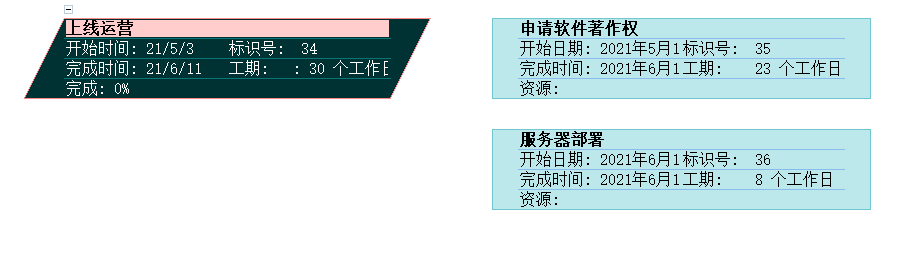 上线运营
开始时间: 21/5/3 标识号: 34
完成时间: 21/6/11 工期: : 30 个工作日
完成: 0%
申请软件著作权
开始日期: 2021年5月1 标识号: 35
完成时间: 2021年6月1 工期: 23 个工作日
资源:
服务器部署
开始日期: 2021年6月1 标识号: 36
完成时间: 2021年6月1 工期: 8 个工作日
资源: